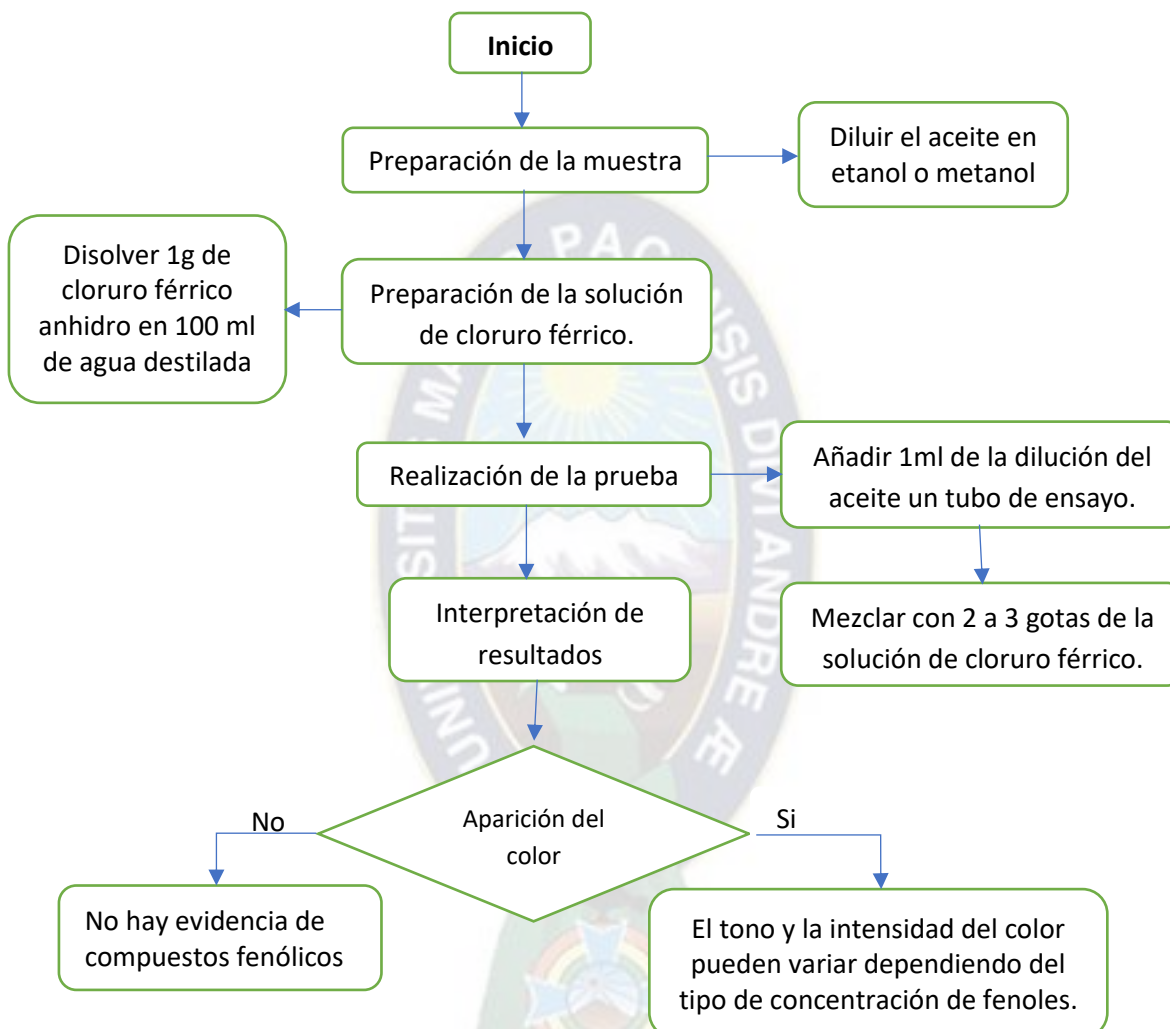 Inicio
Preparación de la muestra
Diluir el aceite en
etanol o metanol
Preparación de la solución
de cloruro férrico.
Disolver 1g de
cloruro férrico
anhidro en 100 ml
de agua destilada
Realización de la prueba
Añadir 1ml de la dilución del
aceite un tubo de ensayo.
Mezclar con 2 a 3 gotas de la
solución de cloruro férrico.
Interpretación de
resultados
Aparición del
color
No
Si
No hay evidencia de
compuestos fenólicos
El tono y la intensidad del color
pueden variar dependiendo del
tipo de concentración de fenoles.